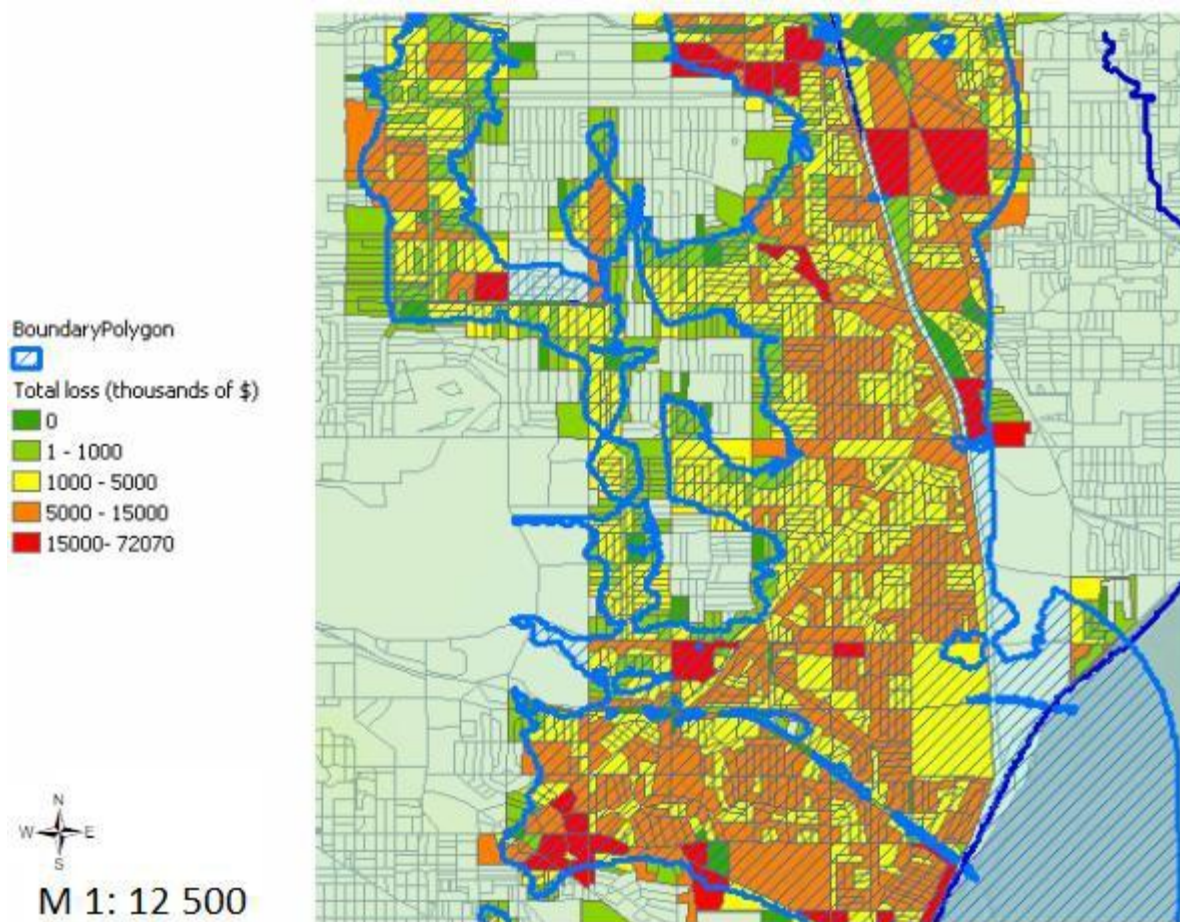 BoundaryPolygon
Total loss (thousands of $)
0
1 - 1000
1000 - 5000
5000 - 15000
15000- 72070
N
W E
S
M 1: 12 500